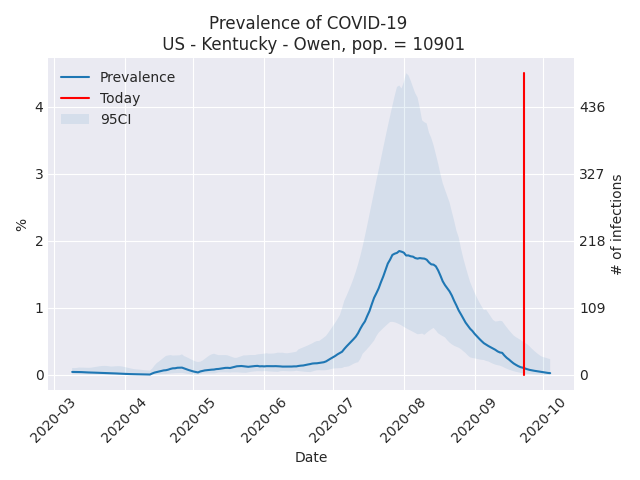 Prevalence of COVID-19
US - Kentucky - Owen, pop. = 10901
Prevalence
Today
95CI
%
4
3
2
1
0
436
327
218
109
0
# of infections
2020-03
2020-04
2020-05
2020-06
2020-07
2020-08
2020-09
2020-10
Date